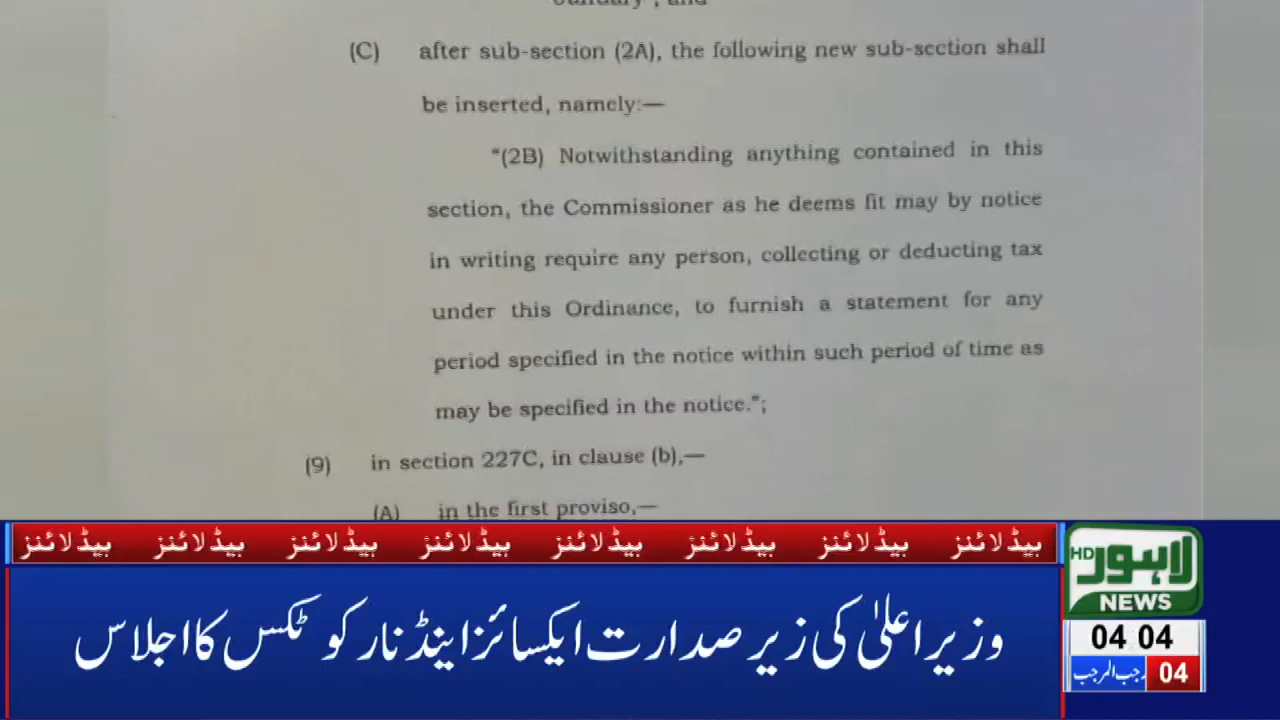 January", and
(C) after sub-section (2A), the following new sub-section shall
be inserted, namely:—
"(2B) Notwithstanding anything contained in this
section, the Commissioner as he deems fit may by notice
in writing require any person, collecting or deducting tax
under this Ordinance, to furnish a statement for any
period specified in the notice within such period of time as
may be specified in the notice.";
(9) in section 227C, in clause (b),—
(A) in the first proviso,—
ہیڈلائنز ہیڈلائنز ہیڈلائنز ہیڈلائنز ہیڈلائنز ہیڈلائنز ہیڈلائنز ہیڈلائنز
وزیراعلیٰ کی زیر صدارت ایکسائز اینڈ نارکوٹکس کا اجلاس
لاہور HD
NEWS
04 04
04 رجب المرجب